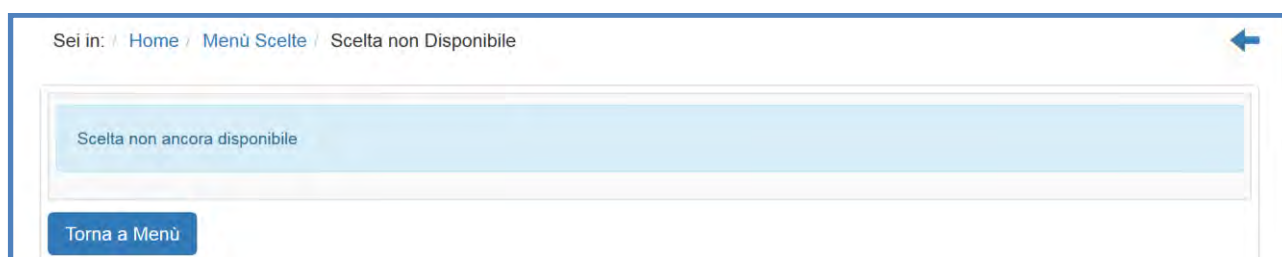 Sei in: / Home / Menù Scelte / Scelta non Disponibile
Scelta non ancora disponibile
Torna a Menù